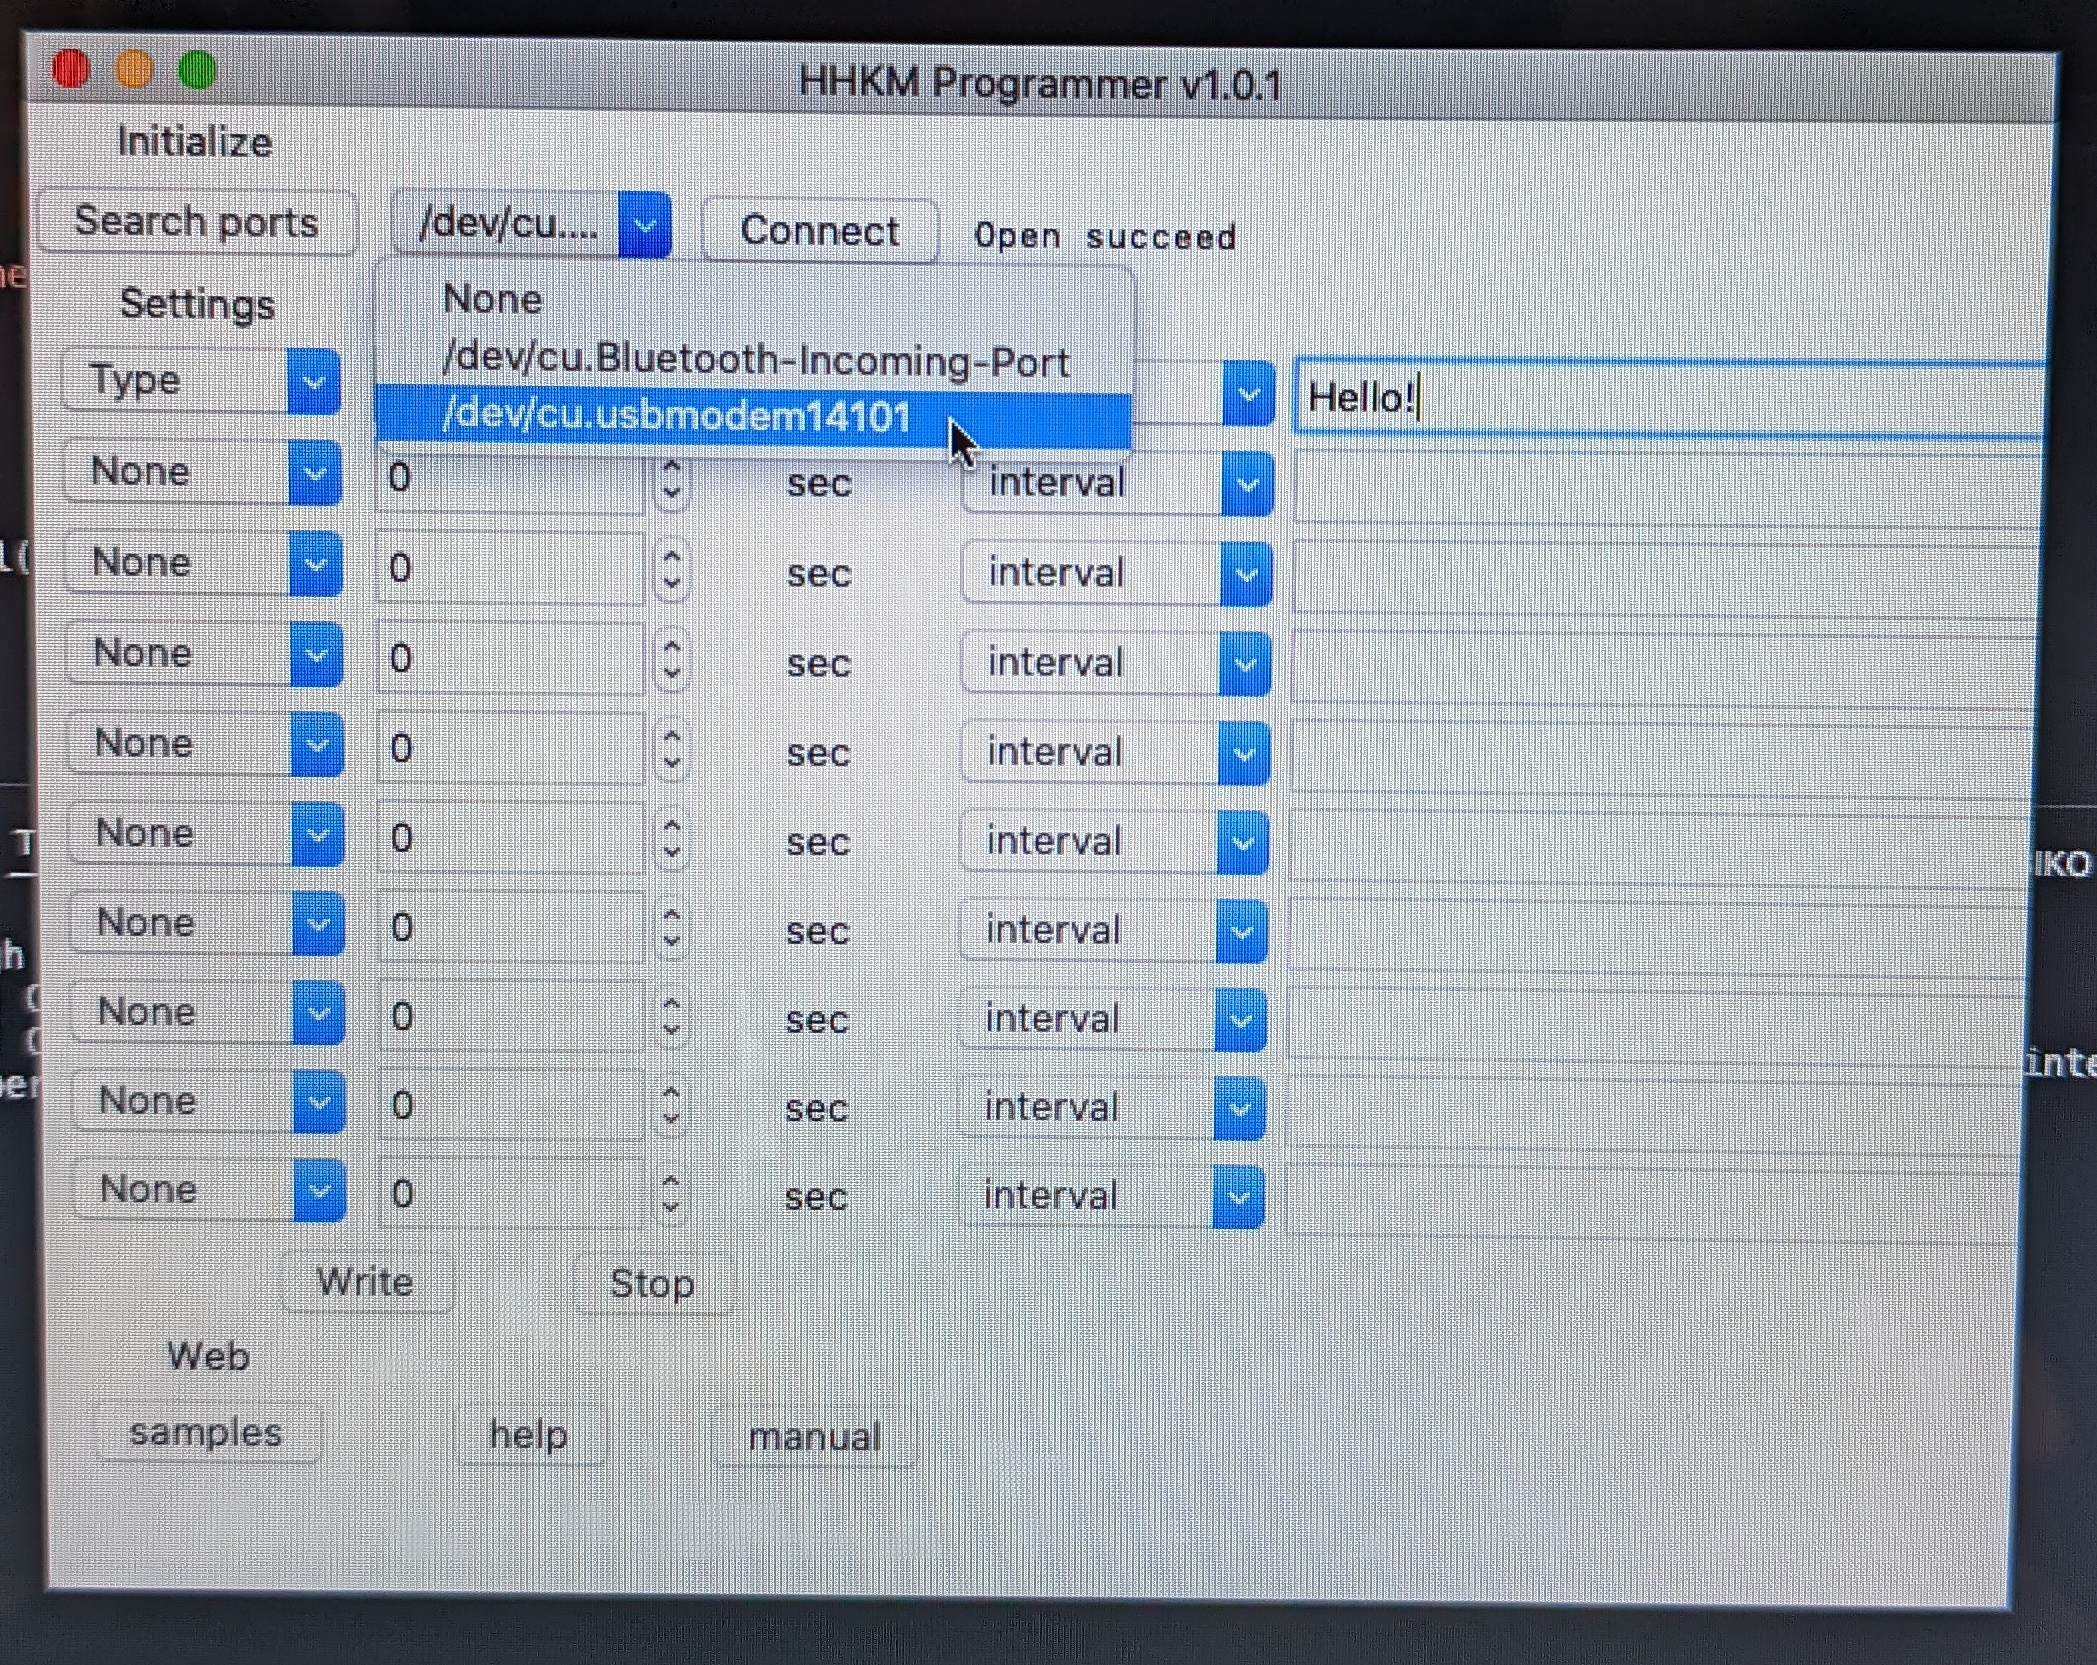 HHKM Programmer v1.0.1
Initialize
Search ports /dev/cu.... Connect Open succeed
None
/dev/cu.Bluetooth-Incoming-Port
/dev/cu.usbmodem14101
Settings
Type Hello!
None 0 sec interval
None 0 sec interval
None 0 sec interval
None 0 sec interval
None 0 sec interval
None 0 sec interval
None 0 sec interval
None 0 sec interval
None 0 sec interval
Write Stop
Web
samples help manual